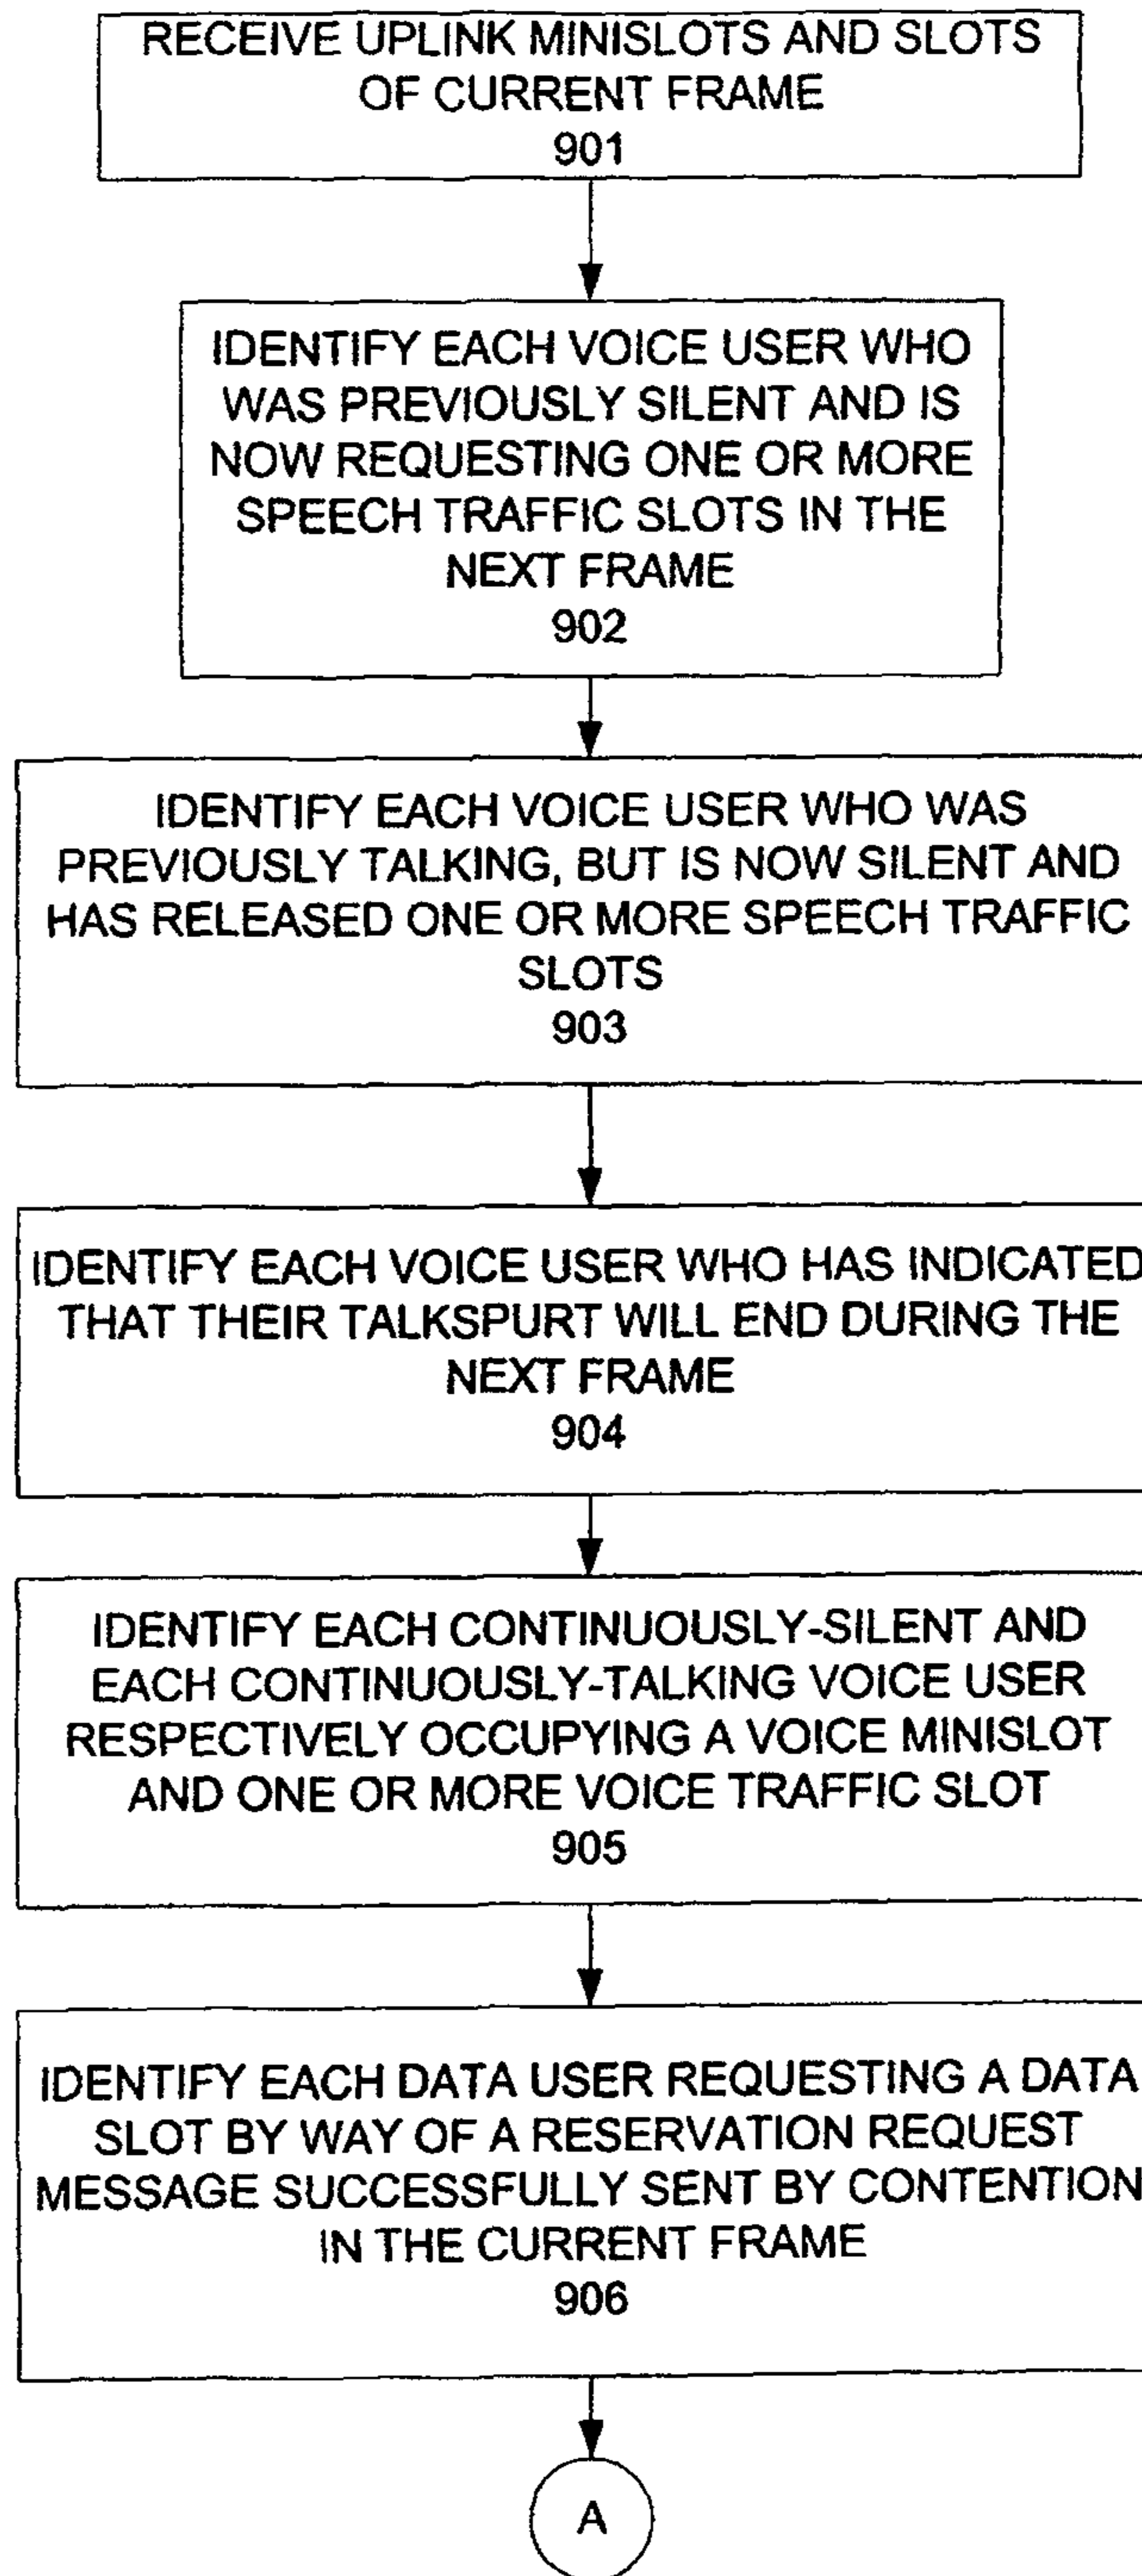 RECEIVE UPLINK MINISLOTS AND SLOTS
OF CURRENT FRAME
901
IDENTIFY EACH VOICE USER WHO
WAS PREVIOUSLY SILENT AND IS
NOW REQUESTING ONE OR MORE
SPEECH TRAFFIC SLOTS IN THE
NEXT FRAME
902
IDENTIFY EACH VOICE USER WHO WAS
PREVIOUSLY TALKING, BUT IS NOW SILENT AND
HAS RELEASED ONE OR MORE SPEECH TRAFFIC
SLOTS
903
IDENTIFY EACH VOICE USER WHO HAS INDICATED
THAT THEIR TALKSPURT WILL END DURING THE
NEXT FRAME
904
IDENTIFY EACH CONTINUOUSLY-SILENT AND
EACH CONTINUOUSLY-TALKING VOICE USER
RESPECTIVELY OCCUPYING A VOICE MINISLOT
AND ONE OR MORE VOICE TRAFFIC SLOT
905
IDENTIFY EACH DATA USER REQUESTING A DATA
SLOT BY WAY OF A RESERVATION REQUEST
MESSAGE SUCCESSFULLY SENT BY CONTENTION
IN THE CURRENT FRAME
906
A